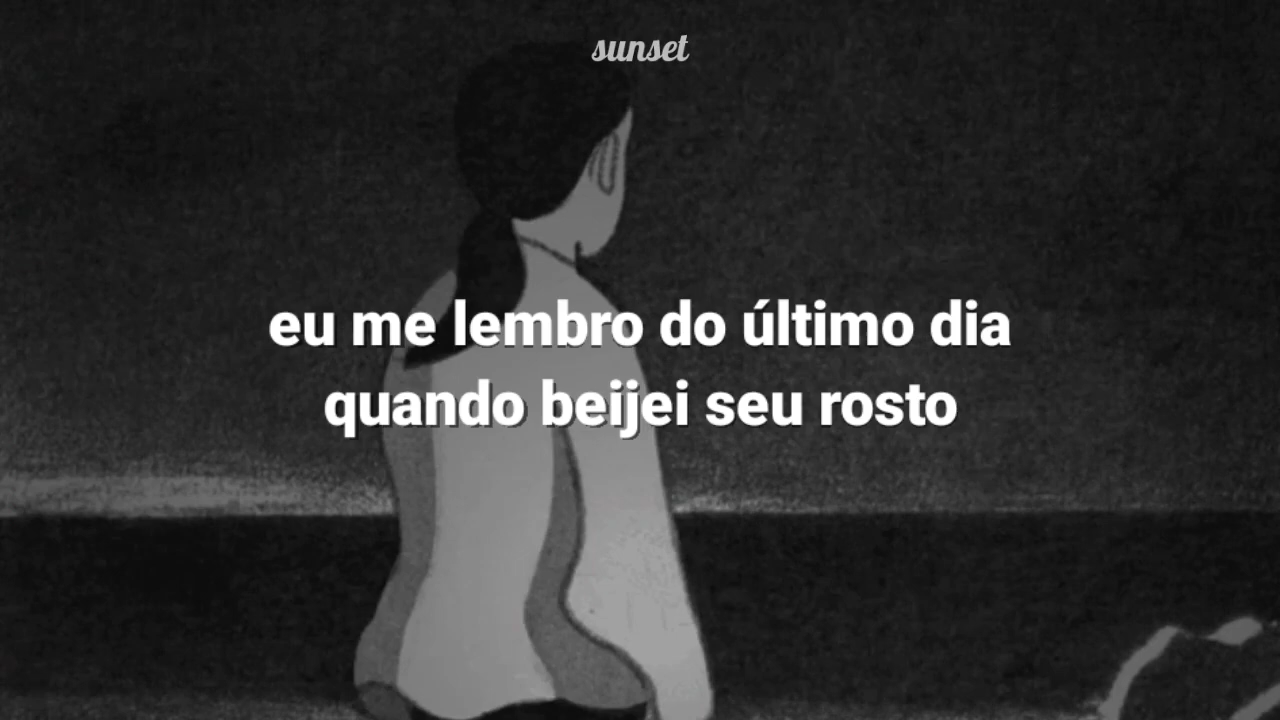 sunset
eu me lembro do último dia
quando beijei seu rosto